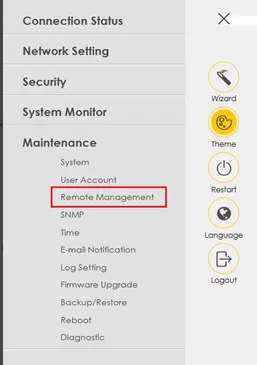 Connection Status
Network Setting
Security
System Monitor
Maintenance
System
User Account
Remote Management
SNMP
Time
E-mail Notification
Log Setting
Firmware Upgrade
Backup/Restore
Reboot
Diagnostic
Wizard
Theme
Restart
Language
Logout